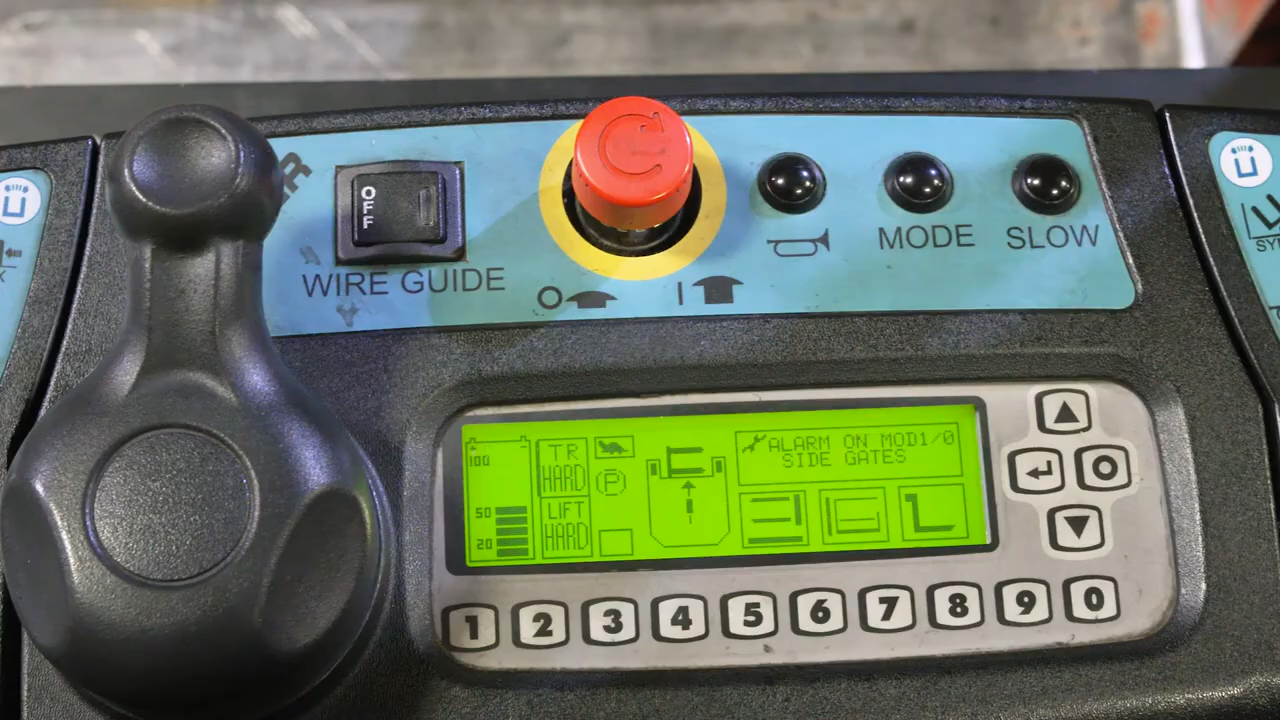 OFF
WIRE GUIDE
O
I
MODE
SLOW
100
50
20
TR
HARD
LIFT
HARD
P
ALARM ON MOD1/0
SIDE GATES
1 2 3 4 5 6 7 8 9 0